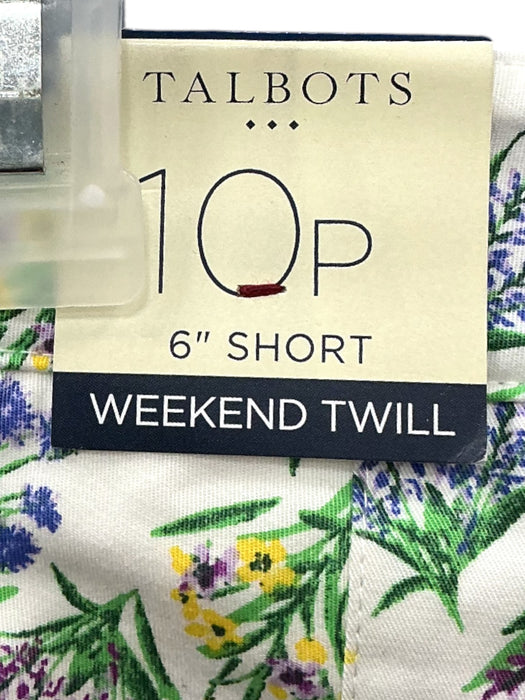 TALBOTS
10P
6" SHORT
WEEKEND TWILL